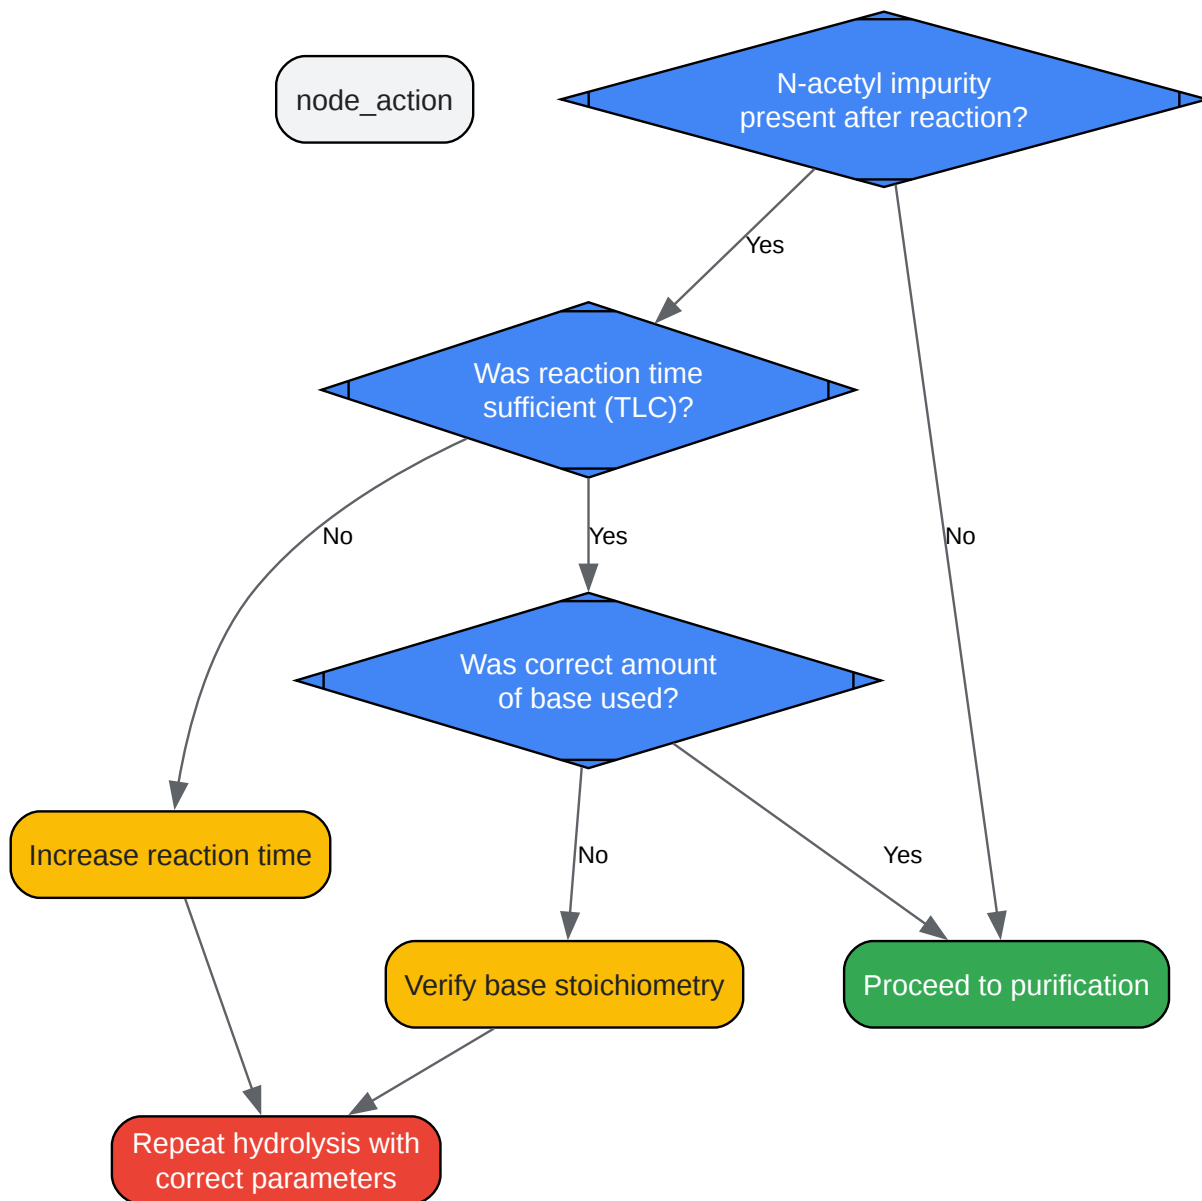 node_action
N-acetyl impurity
present after reaction?
Yes
Was reaction time
sufficient (TLC)?
No
Yes
No
Was correct amount
of base used?
Increase reaction time
No
Yes
Verify base stoichiometry
Proceed to purification
Repeat hydrolysis with
correct parameters